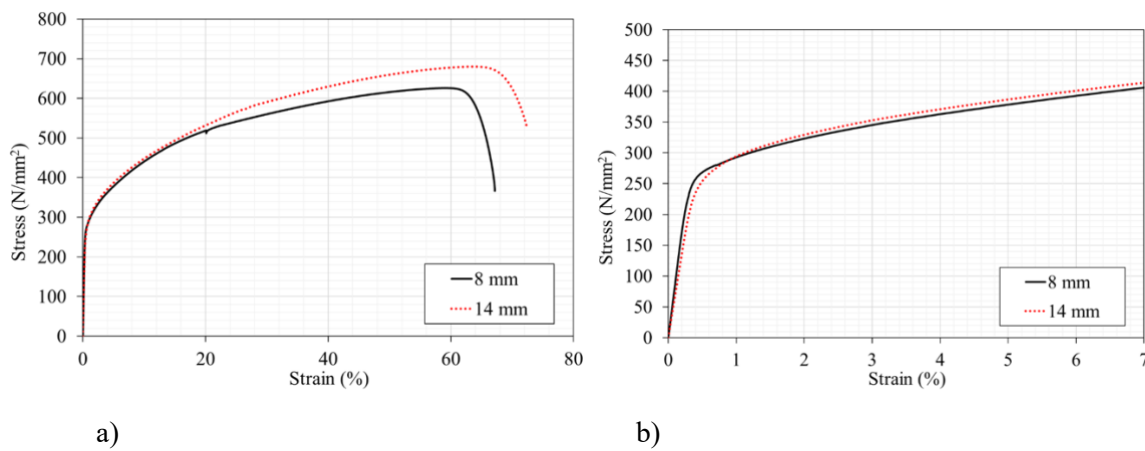 800
700
600
500
400
300
200
100
0
Stress (N/mm²)
8 mm
14 mm
0 20 40 60 80
Strain (%)
a)
500
450
400
350
300
250
200
150
100
50
0
Stress (N/mm²)
8 mm
14 mm
0 1 2 3 4 5 6 7
Strain (%)
b)